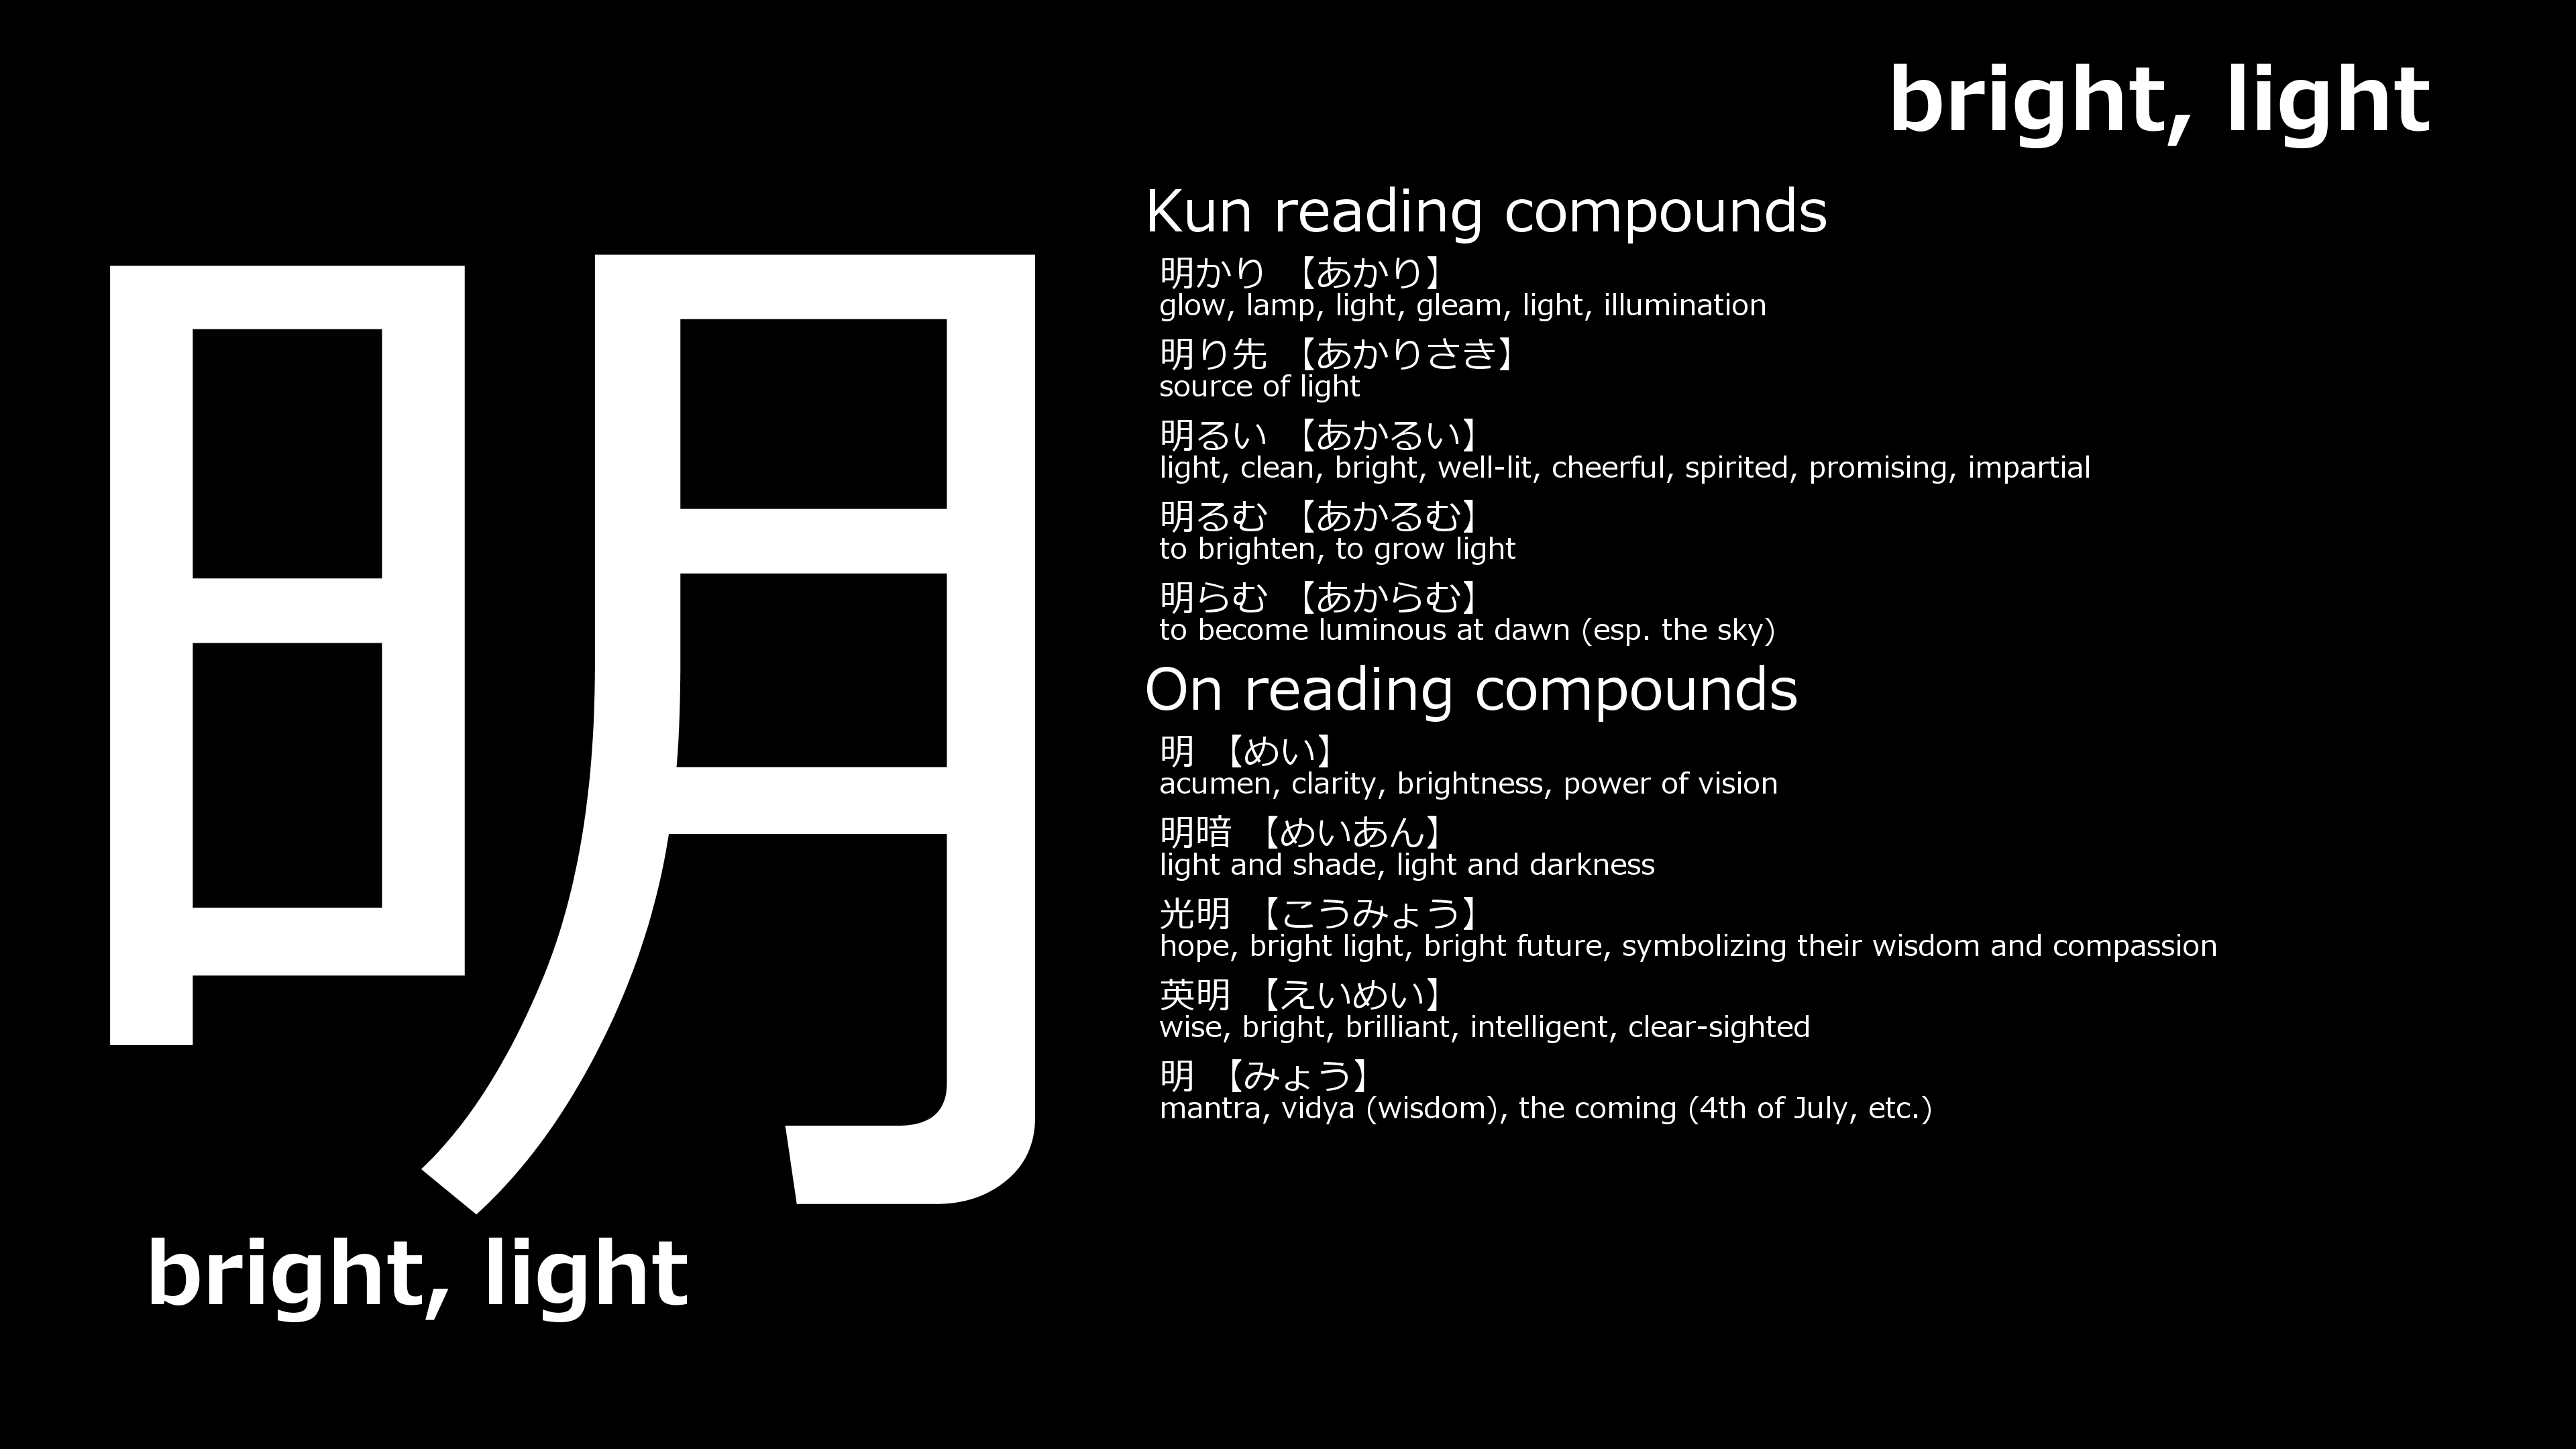 bright, light
明
bright, light
Kun reading compounds
明かり 【あかり】
glow, lamp, light, gleam, light, illumination
明り先 【あかりさき】
source of light
明るい 【あかるい】
light, clean, bright, well-lit, cheerful, spirited, promising, impartial
明るむ 【あかるむ】
to brighten, to grow light
明らむ 【あからむ】
to become luminous at dawn (esp. the sky)
On reading compounds
明 【めい】
acumen, clarity, brightness, power of vision
明暗 【めいあん】
light and shade, light and darkness
光明 【こうみょう】
hope, bright light, bright future, symbolizing their wisdom and compassion
英明 【えいめい】
wise, bright, brilliant, intelligent, clear-sighted
明 【みょう】
mantra, vidya (wisdom), the coming (4th of July, etc.)